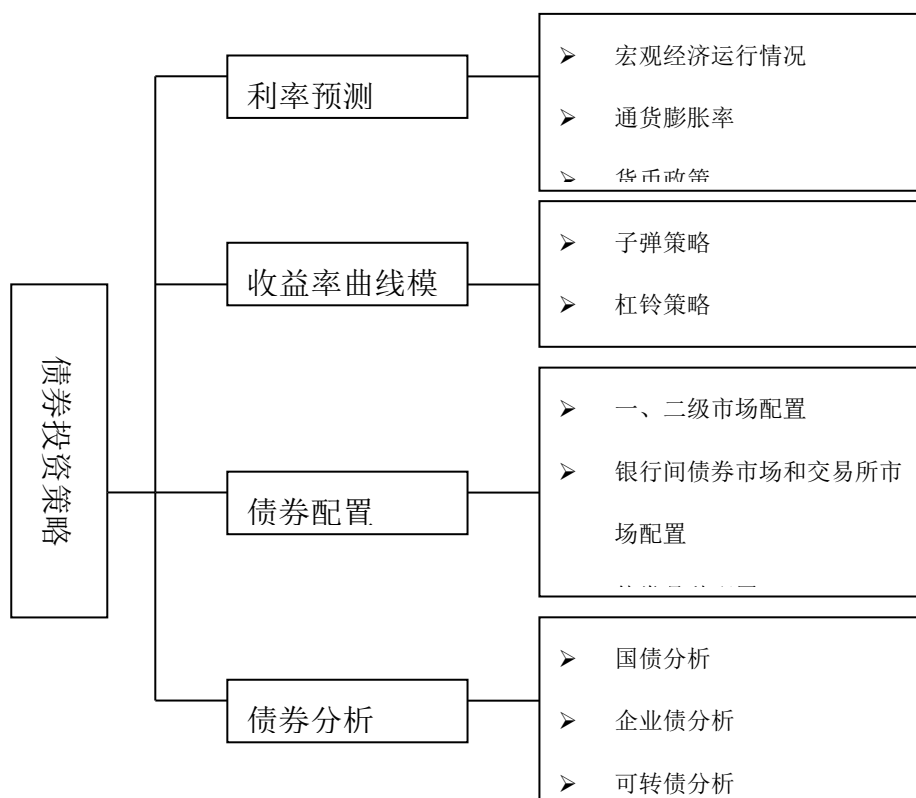 债券投资策略
利率预测
宏观经济运行情况
通货膨胀率
货币政策
收益率曲线模
子弹策略
杠铃策略
债券配置
一、二级市场配置
银行间债券市场和交易所市
场配置
债券分析
国债分析
企业债分析
可转债分析